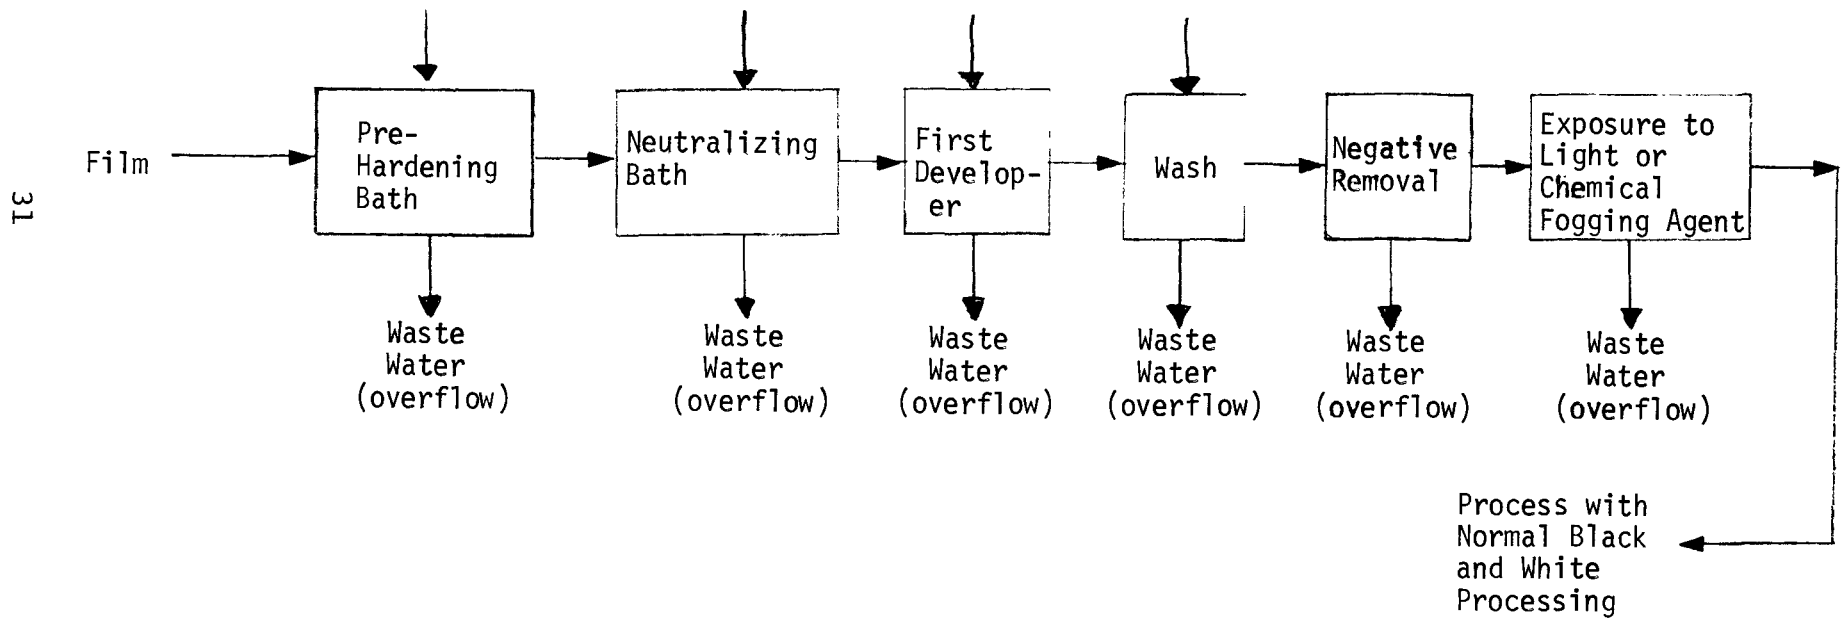 31
Film
Pre-
Hardening
Bath
Neutralizing
Bath
First
Develop-
er
Wash
Negative
Removal
Exposure to
Light or
Chemical
Fogging Agent
Waste
Water
(overflow)
Waste
Water
(overflow)
Waste
Water
(overflow)
Waste
Water
(overflow)
Waste
Water
(overflow)
Waste
Water
(overflow)
Process with
Normal Black
and White
Processing